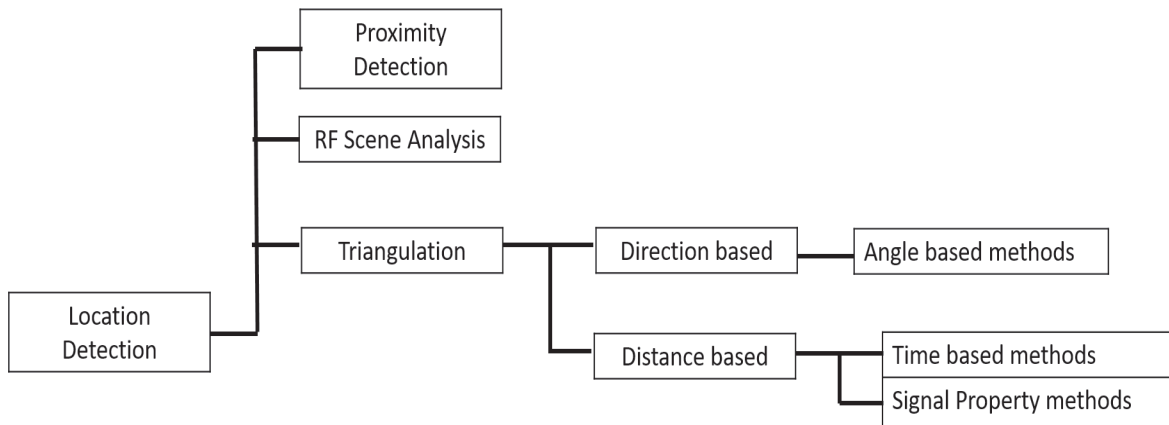 Proximity
Detection
RF Scene Analysis
Triangulation
Direction based
Angle based methods
Location
Detection
Distance based
Time based methods
Signal Property methods